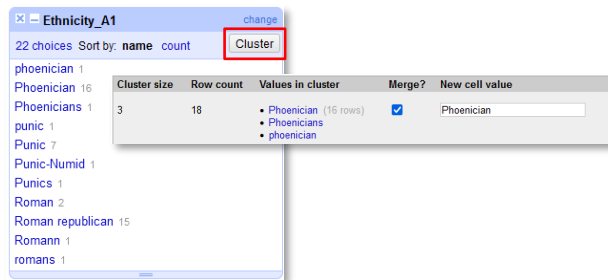 Ethnicity_A1 change
22 choices Sort by: name count Cluster
phoenician 1
Phoenician 16
Phoenicians 1
punic 1
Punic 7
Punic-Numid 1
Punics 1
Roman 2
Roman republican 15
Romann 1
romans 1
Cluster size Row count Values in cluster Merge? New cell value
3 18 • Phoenician (16 rows) Phoenician
• Phoenicians
• phoenician